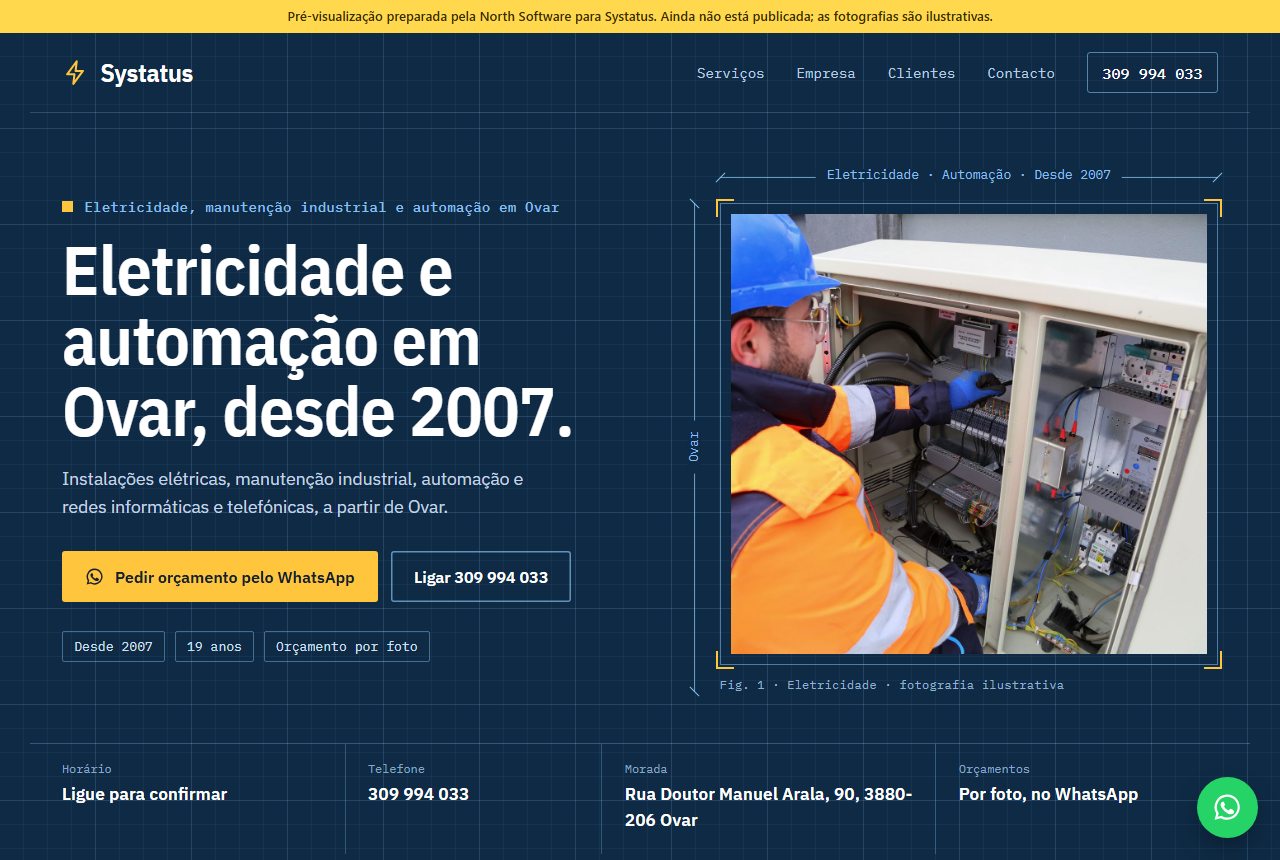 Pré-visualização preparada pela North Software para Systatus. Ainda não está publicada; as fotografias são ilustrativas.
Systatus
Serviços
Empresa
Clientes
Contacto
309 994 033
Eletricidade · Automação · Desde 2007
Eletricidade, manutenção industrial e automação em Ovar
Eletricidade e
automação em
Ovar, desde 2007.
Instalações elétricas, manutenção industrial, automação e
redes informáticas e telefónicas, a partir de Ovar.
Pedir orçamento pelo WhatsApp
Ligar 309 994 033
Desde 2007
19 anos
Orçamento por foto
Ovar
Fig. 1 · Eletricidade · fotografia ilustrativa
Horário
Ligue para confirmar
Telefone
309 994 033
Morada
Rua Doutor Manuel Arala, 90, 3880-
206 Ovar
Orçamentos
Por foto, no WhatsApp